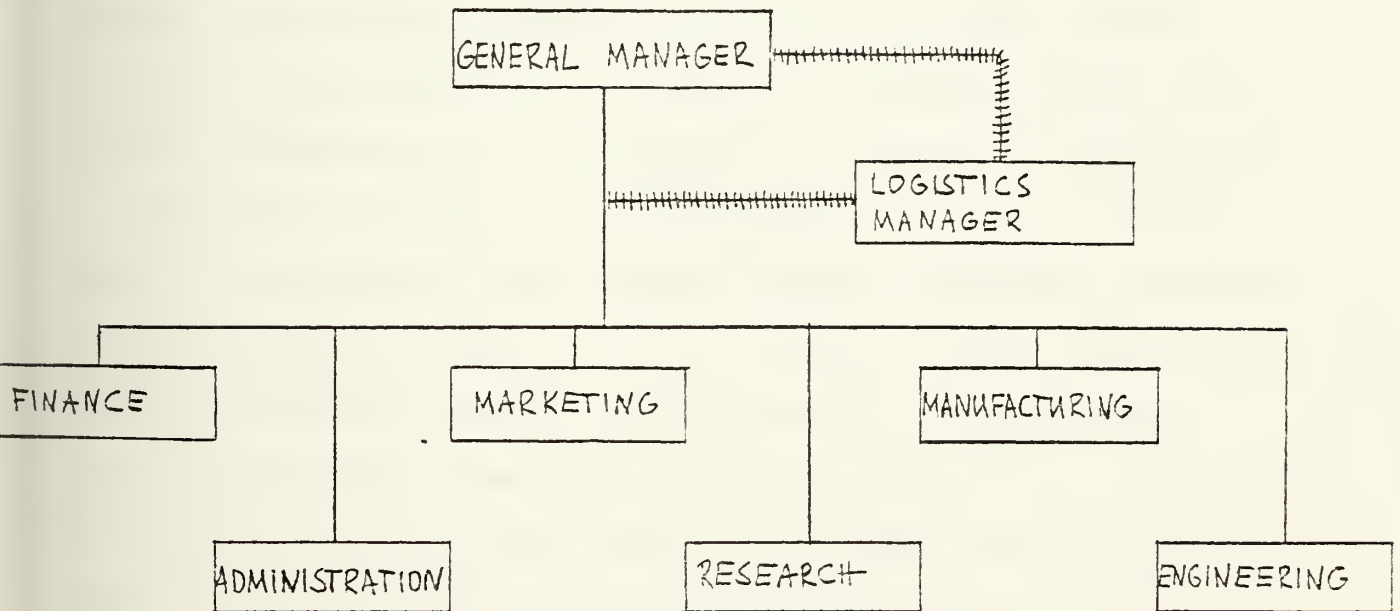 GENERAL MANAGER
LOGISTICS
MANAGER
FINANCE
MARKETING
MANUFACTURING
ADMINISTRATION
RESEARCH
ENGINEERING